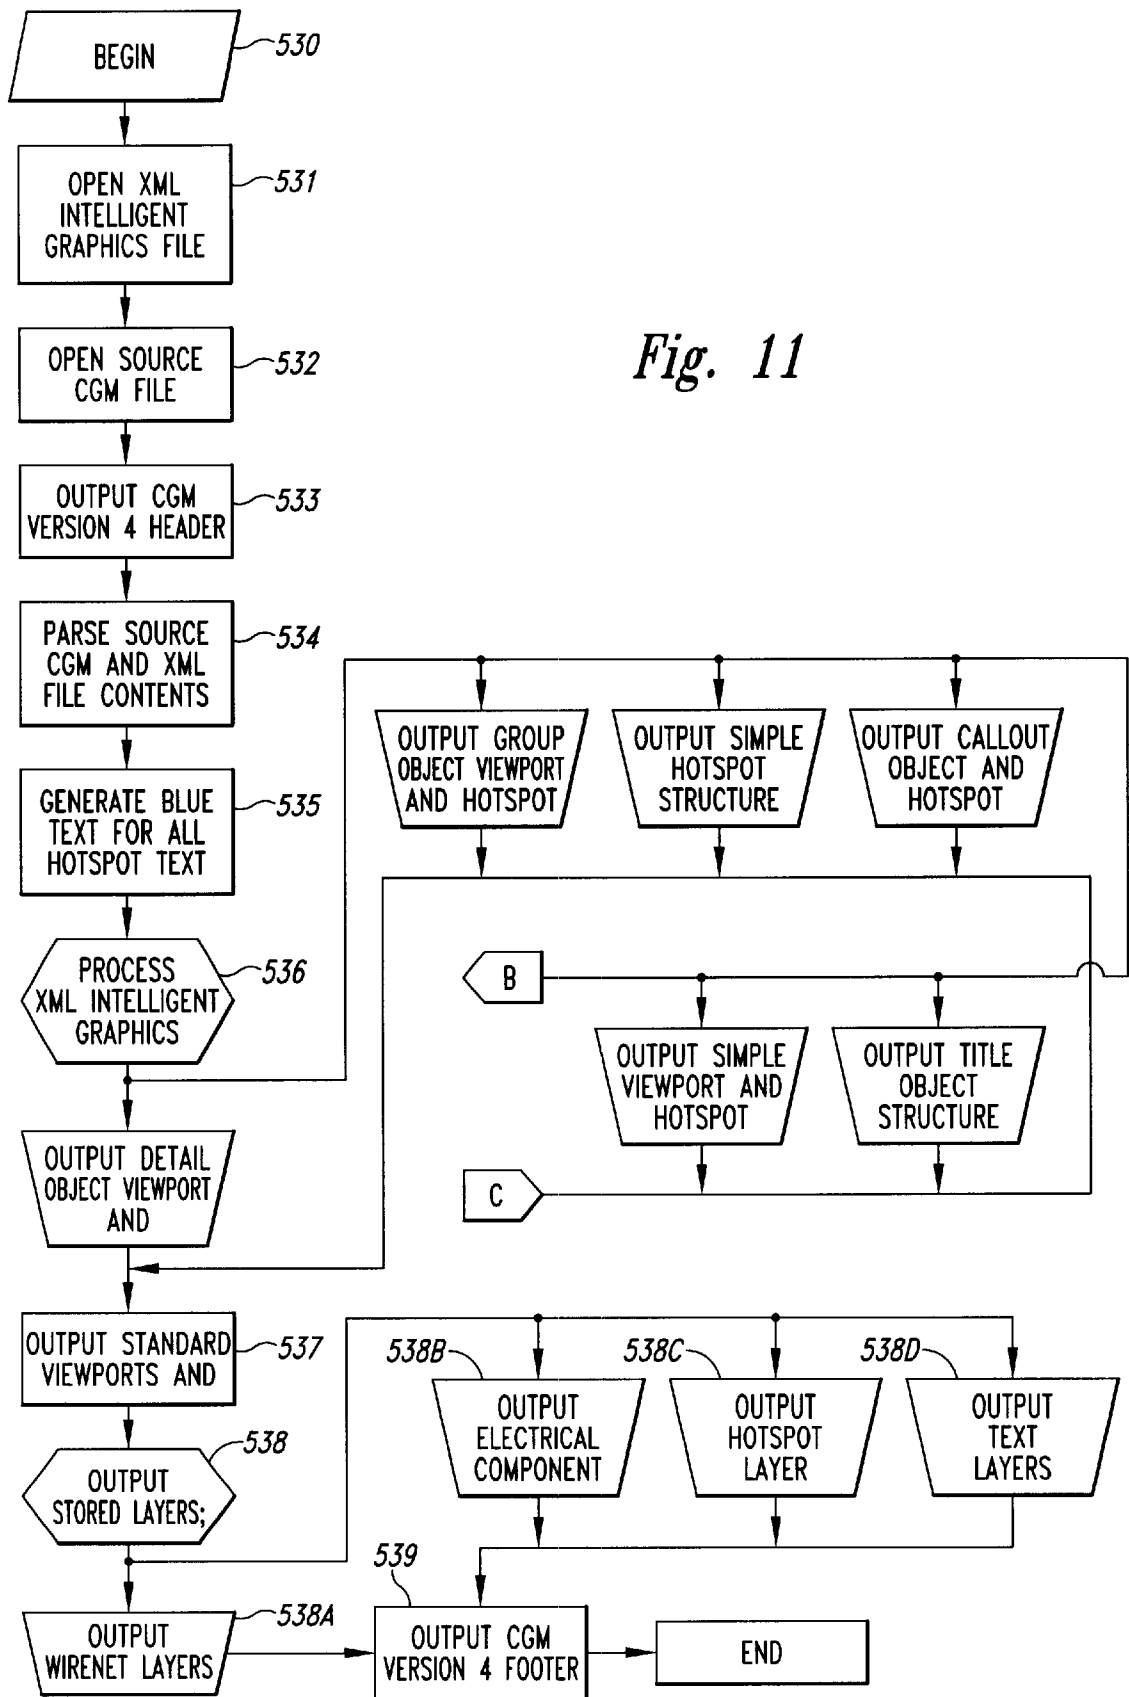 BEGIN
530
OPEN XML
INTELLIGENT
GRAPHICS FILE
531
OPEN SOURCE
CGM FILE
532
Fig. 11
OUTPUT CGM
VERSION 4 HEADER
533
PARSE SOURCE
CGM AND XML
FILE CONTENTS
534
GENERATE BLUE
TEXT FOR ALL
HOTSPOT TEXT
535
PROCESS
XML INTELLIGENT
GRAPHICS
536
OUTPUT GROUP
OBJECT VIEWPORT
AND HOTSPOT
OUTPUT SIMPLE
HOTSPOT
STRUCTURE
OUTPUT CALLOUT
OBJECT AND
HOTSPOT
B
OUTPUT SIMPLE
VIEWPORT AND
HOTSPOT
OUTPUT TITLE
OBJECT
STRUCTURE
C
OUTPUT DETAIL
OBJECT VIEWPORT
AND
OUTPUT STANDARD
VIEWPORTS AND
537
OUTPUT
STORED LAYERS;
538
538B
OUTPUT
ELECTRICAL
COMPONENT
538C
OUTPUT
HOTSPOT
LAYER
538D
OUTPUT
TEXT
LAYERS
OUTPUT
WIRENET LAYERS
538A
539
OUTPUT CGM
VERSION 4 FOOTER
END